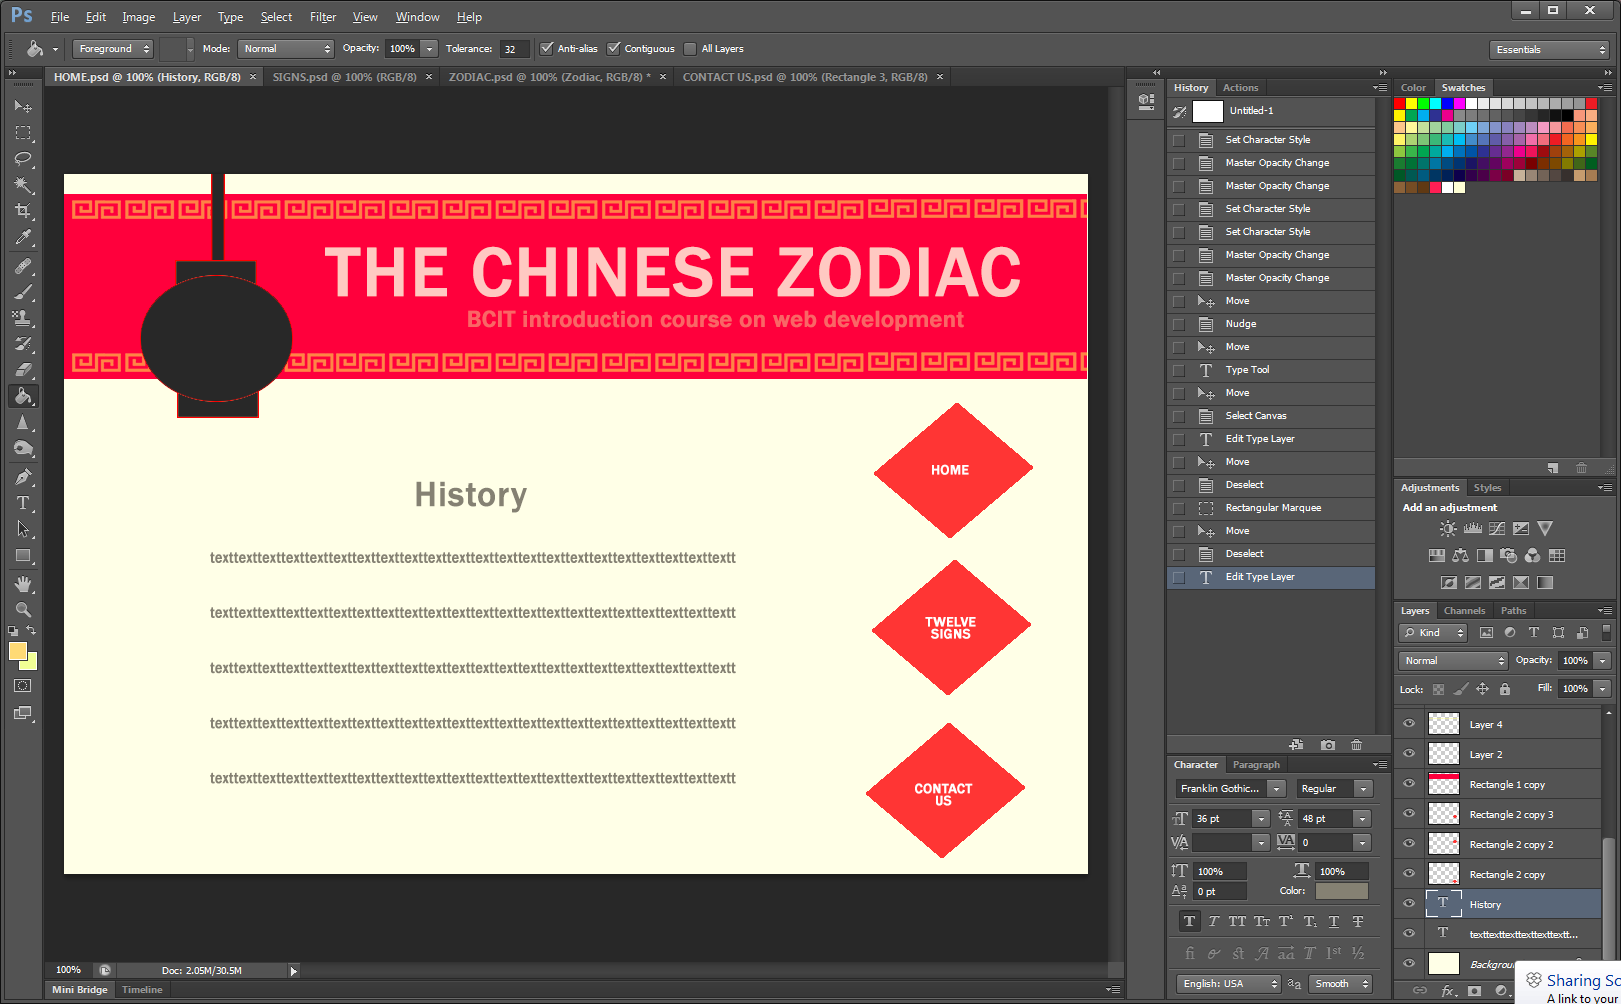 Ps File Edit Image Layer Type Select Filter View Window Help
Foreground Mode: Normal Opacity: 100% Tolerance: 32 Anti-alias Contiguous All Layers Essentials
HOME.psd @ 100% (History, RGB/8) × SIGNS.psd @ 100% (RGB/8) × ZODIAC.psd @ 100% (Zodiac, RGB/8) * × CONTACT US.psd @ 100% (Rectangle 3, RGB/8) ×
THE CHINESE ZODIAC
BCIT introduction course on web development
History
texttexttexttexttexttexttexttexttexttexttexttexttexttexttexttexttexttexttexttexttexttextt
texttexttexttexttexttexttexttexttexttexttexttexttexttexttexttexttexttexttexttexttexttextt
texttexttexttexttexttexttexttexttexttexttexttexttexttexttexttexttexttexttexttexttexttextt
texttexttexttexttexttexttexttexttexttexttexttexttexttexttexttexttexttexttexttexttexttextt
texttexttexttexttexttexttexttexttexttexttexttexttexttexttexttexttexttexttexttexttexttextt
HOME
TWELVE
SIGNS
CONTACT
US
100% Doc: 2.05M/30.5M
Mini Bridge Timeline
History Actions
Untitled-1
Set Character Style
Master Opacity Change
Master Opacity Change
Set Character Style
Set Character Style
Master Opacity Change
Master Opacity Change
Move
Nudge
Move
Type Tool
Move
Select Canvas
Edit Type Layer
Move
Deselect
Rectangular Marquee
Move
Deselect
Edit Type Layer
Character Paragraph
Franklin Gothic... Regular
36 pt 48 pt
0
100% 100%
0 pt Color:
English: USA Smooth
Color Swatches
Adjustments Styles
Add an adjustment
Layers Channels Paths
Kind
Normal Opacity: 100%
Lock: Fill: 100%
Layer 4
Layer 2
Rectangle 1 copy
Rectangle 2 copy 3
Rectangle 2 copy 2
Rectangle 2 copy
History
texttexttexttexttexttextt...
Backgrou
Sharing Sc
A link to your